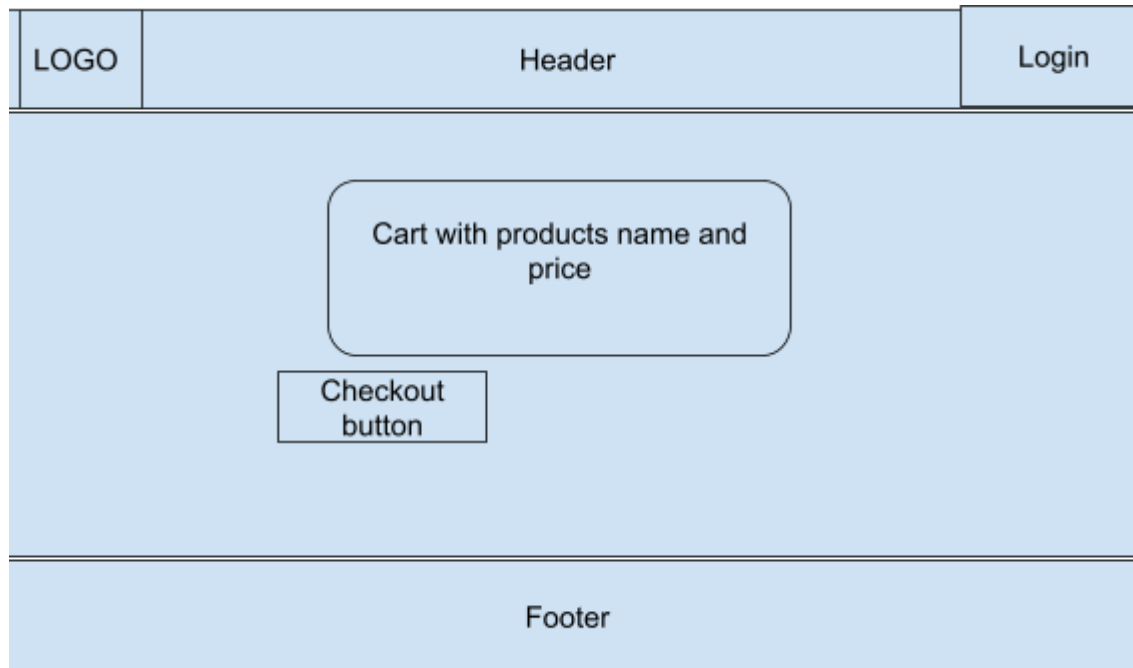 LOGO
Header
Login
Cart with products name and
price
Checkout
button
Footer